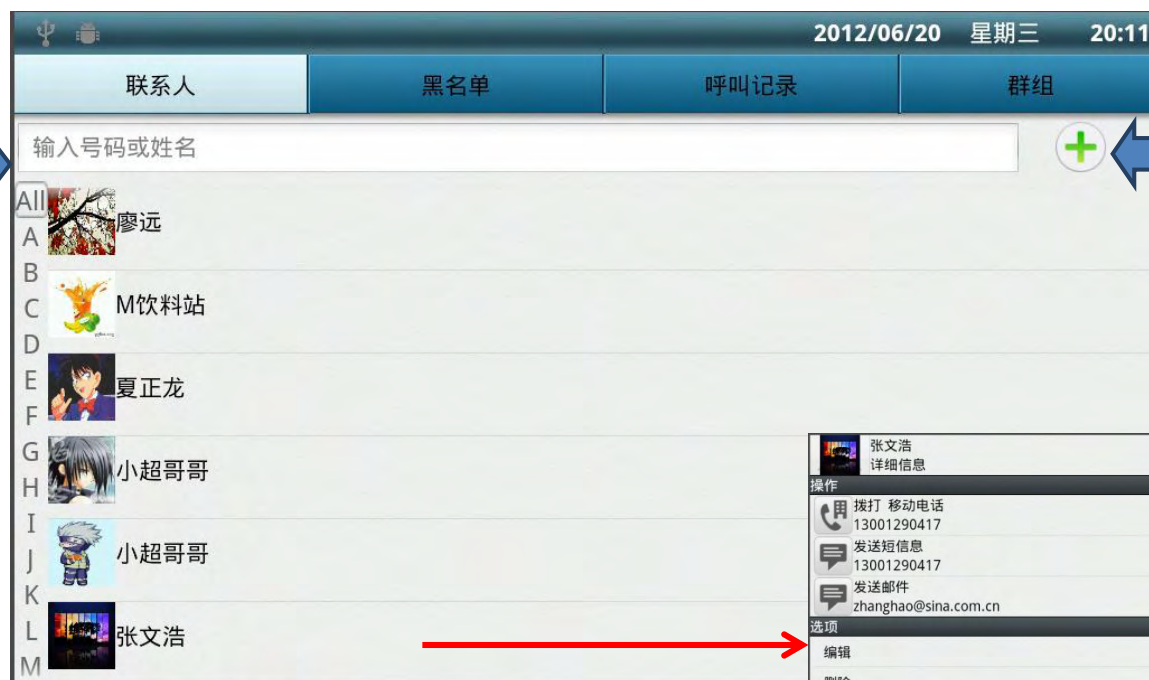 2012/06/20 星期三 20:11
联系人 黑名单 呼叫记录 群组
输入号码或姓名
All
A
B
C
D
E
F
G
H
I
J
K
L
M
廖远
M饮料站
夏正龙
小超哥哥
小超哥哥
张文浩
张文浩
详细信息
操作
拨打 移动电话
13001290417
发送短信息
13001290417
发送邮件
zhanghao@sina.com.cn
选项
编辑